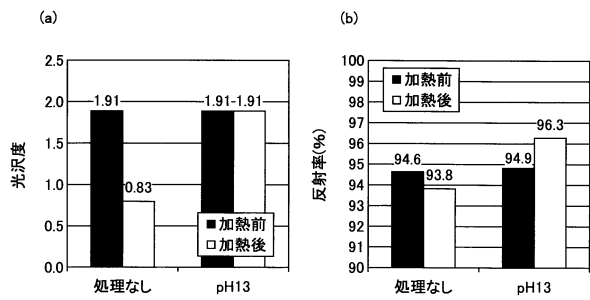 (a)
光沢度
2.5
2.0
1.5
1.0
0.5
0.0
1.91
0.83
1.91
1.91
加熱前
加熱後
処理なし
pH13
(b)
反射率(%)
100
99
98
97
96
95
94
93
92
91
90
加熱前
加熱後
94.6
93.8
94.9
96.3
処理なし
pH13